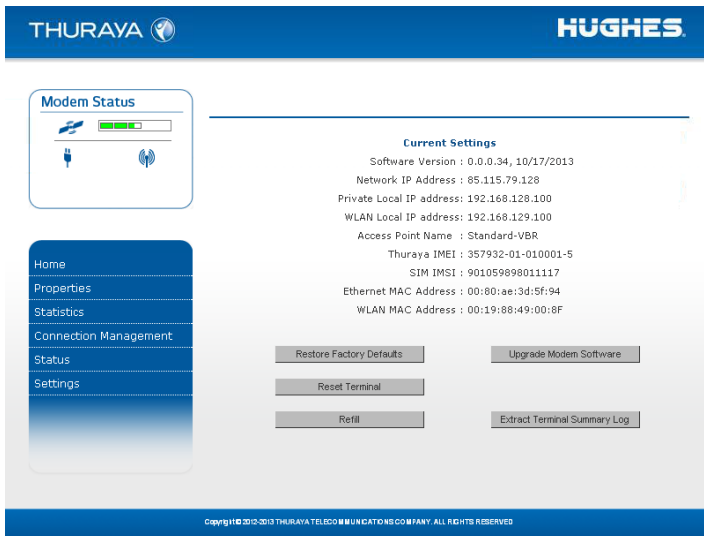 THURAYA
HUGHES.
Modem Status
Current Settings
Software Version : 0.0.0.34, 10/17/2013
Network IP Address : 85.115.79.128
Private Local IP address: 192.168.128.100
WLAN Local IP address: 192.168.129.100
Access Point Name : Standard-VBR
Thuraya IMEI : 357932-01-010001-5
SIM IMSI : 901059898011117
Ethernet MAC Address : 00:80:ae:3d:5f:94
WLAN MAC Address : 00:19:88:49:00:8F
Home
Properties
Statistics
Connection Management
Status
Settings
Restore Factory Defaults
Upgrade Modem Software
Reset Terminal
Refill
Extract Terminal Summary Log
Copyright © 2012-2013 THURAYA TELECOMMUNICATIONS COMPANY. ALL RIGHTS RESERVED